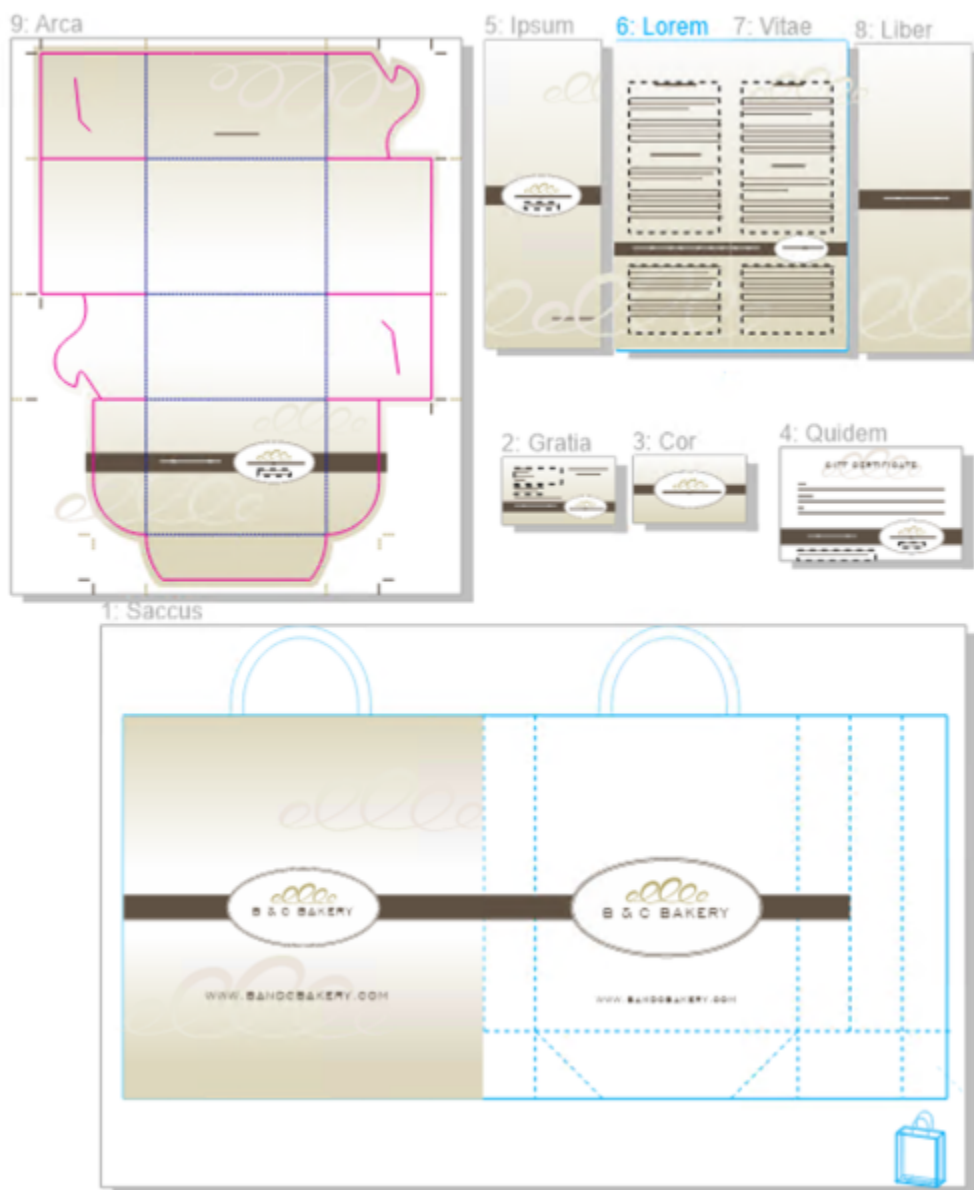 9: Arca
5: Ipsum
6: Lorem
7: Vitae
8: Liber
2: Gratia
3: Cor
4: Quidem
GIFT CERTIFICATE
1: Saccus
B & C BAKERY
B & C BAKERY
WWW.BANDCBAKERY.COM
WWW.BANDCBAKERY.COM